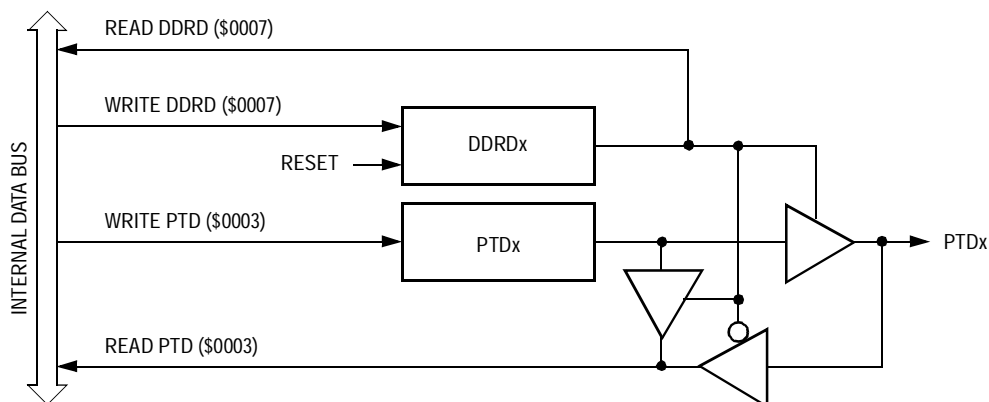 READ DDRD ($0007)
WRITE DDRD ($0007)
DDRDx
RESET
INTERNAL DATA BUS
WRITE PTD ($0003)
PTDx
PTDx
READ PTD ($0003)